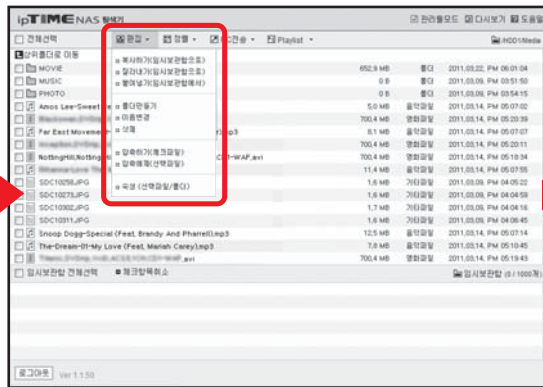 ipTIME NAS 탐색기
관리툴모드 다시보기 도움말
전체선택 편집 정렬 PC전송 Playlist /HDD1/Media
상위폴더로 이동
MOVIE 652,9 MB 폴더 2011,03,22, PM 06:01:04
복사하기(임시보관함으로)
잘라내기(임시보관함으로)
MUSIC 0 B 폴더 2011,03,09, PM 03:51:50
붙여넣기(임시보관함에서)
PHOTO 0 B 폴더 2011,03,09, PM 03:54:15
폴더만들기
Amos Lee-Sweet 5,0 MB 음악파일 2011,03,14, PM 05:07:02
이름변경
700,4 MB 영화파일 2011,03,14, PM 05:20:39
삭제
Far East Movemen p3 8,1 MB 음악파일 2011,03,14, PM 05:07:07
압축하기(체크파일)
700,4 MB 영화파일 2011,03,14, PM 05:20:11
압축해제(선택파일)
NottingHill,Notting CD1-WAF,avi 700,4 MB 영화파일 2011,03,14, PM 05:18:34
11,4 MB 음악파일 2011,03,14, PM 05:07:55
속성 (선택파일/폴더)
SDC10258,JPG 1,6 MB 기타파일 2011,03,09, PM 04:05:22
SDC10273,JPG 1,6 MB 기타파일 2011,03,09, PM 04:04:59
SDC10302,JPG 1,7 MB 기타파일 2011,03,09, PM 04:04:16
SDC10311,JPG 1,6 MB 기타파일 2011,03,09, PM 04:06:45
Snoop Dogg-Special (Feat, Brandy And Pharrell),mp3 12,5 MB 음악파일 2011,03,14, PM 05:07:14
The-Dream-01-My Love (Feat, Mariah Carey),mp3 7,8 MB 음악파일 2011,03,14, PM 05:10:45
avi 700,4 MB 영화파일 2011,03,14, PM 05:19:43
임시보관함 전체선택 체크항목취소 임시보관함 (0 / 1000개)
로그아웃 Ver 1.1.50